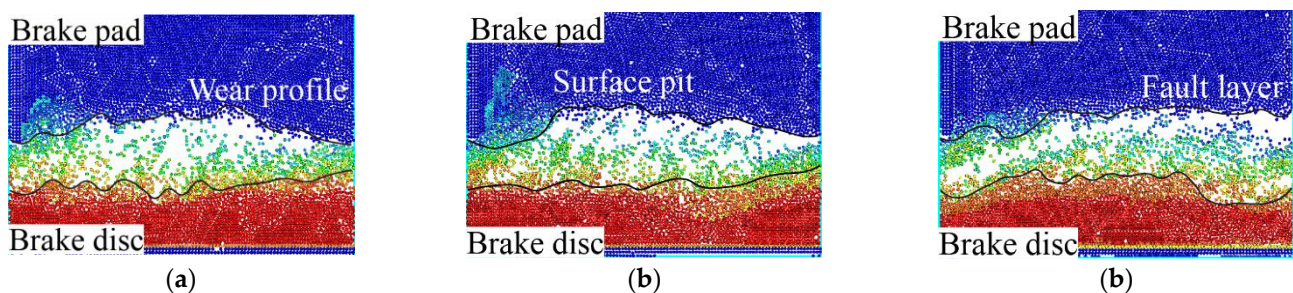 Brake pad
Wear profile
Brake disc
(a)
Brake pad
Surface pit
Brake disc
(b)
Brake pad
Fault layer
Brake disc
(b)